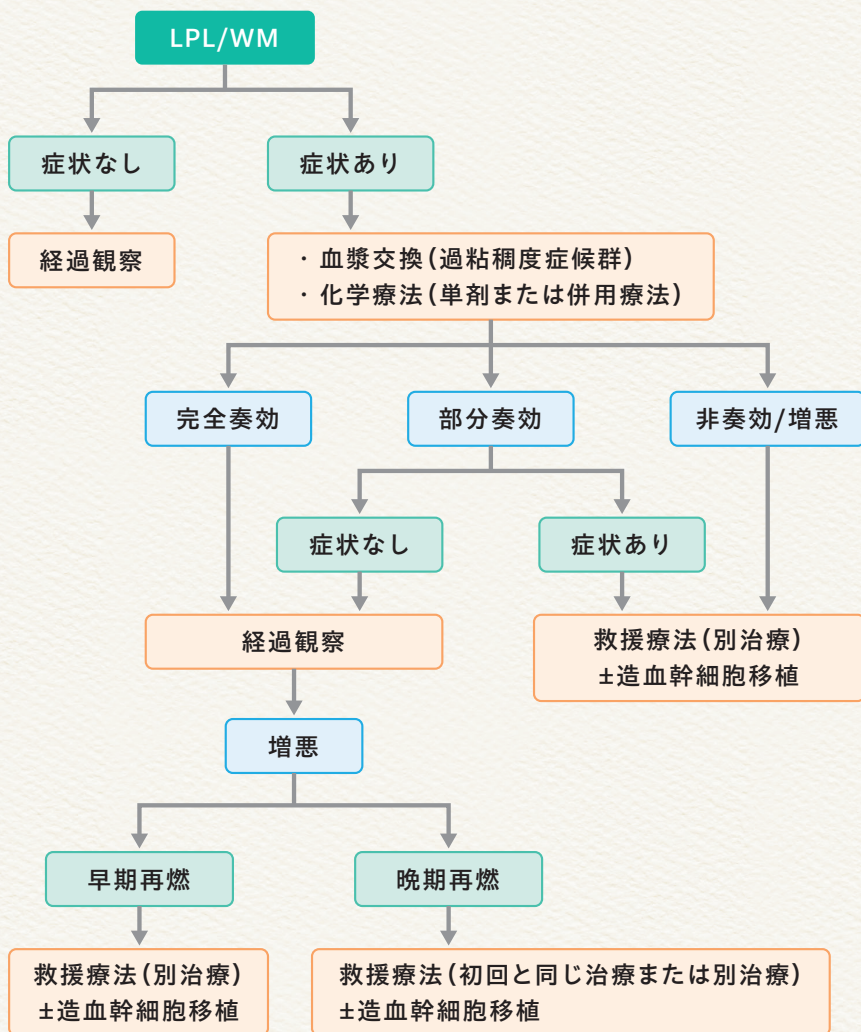 LPL/WM
症状なし
症状あり
経過観察
・血漿交換(過粘稠度症候群)
・化学療法(単剤または併用療法)
完全奏効
部分奏効
非奏効/増悪
症状なし
症状あり
経過観察
救援療法(別治療)
±造血幹細胞移植
増悪
早期再燃
晩期再燃
救援療法(別治療)
±造血幹細胞移植
救援療法(初回と同じ治療または別治療)
±造血幹細胞移植